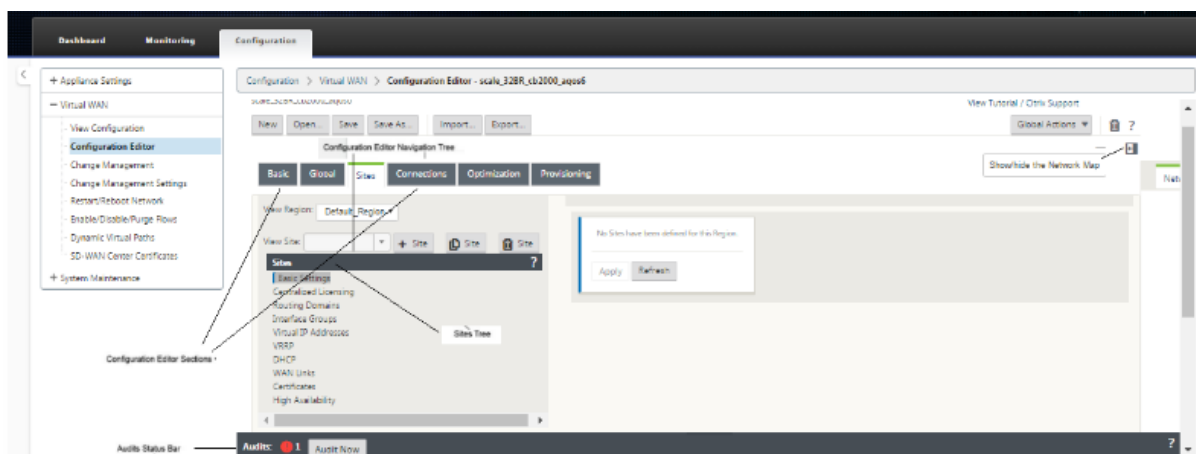 Dashboard Monitoring Configuration
+ Appliance Settings
− Virtual WAN
View Configuration
Configuration Editor
Change Management
Change Management Settings
Restart/Reboot Network
Enable/Disable/Purge Flows
Dynamic Virtual Paths
SD-WAN Center Certificates
+ System Maintenance
Configuration > Virtual WAN > Configuration Editor - scale_32BR_cb2000_aqos6
View Tutorial / Citrix Support
New Open... Save Save As... Import... Export... Global Actions ?
Configuration Editor Navigation Tree
Show/hide the Network Map
Basic Global Sites Connections Optimization Provisioning
View Region: Default_Region
View Site: + Site Site Site
Sites ?
Basic Settings
Centralized Licensing
Routing Domains
Interface Groups
Virtual IP Addresses
VRRP
DHCP
WAN Links
Certificates
High Availability
No Sites have been defined for this Region.
Apply Refresh
Sites Tree
Configuration Editor Sections
Audits Status Bar
Audits: 1 Audit Now ?